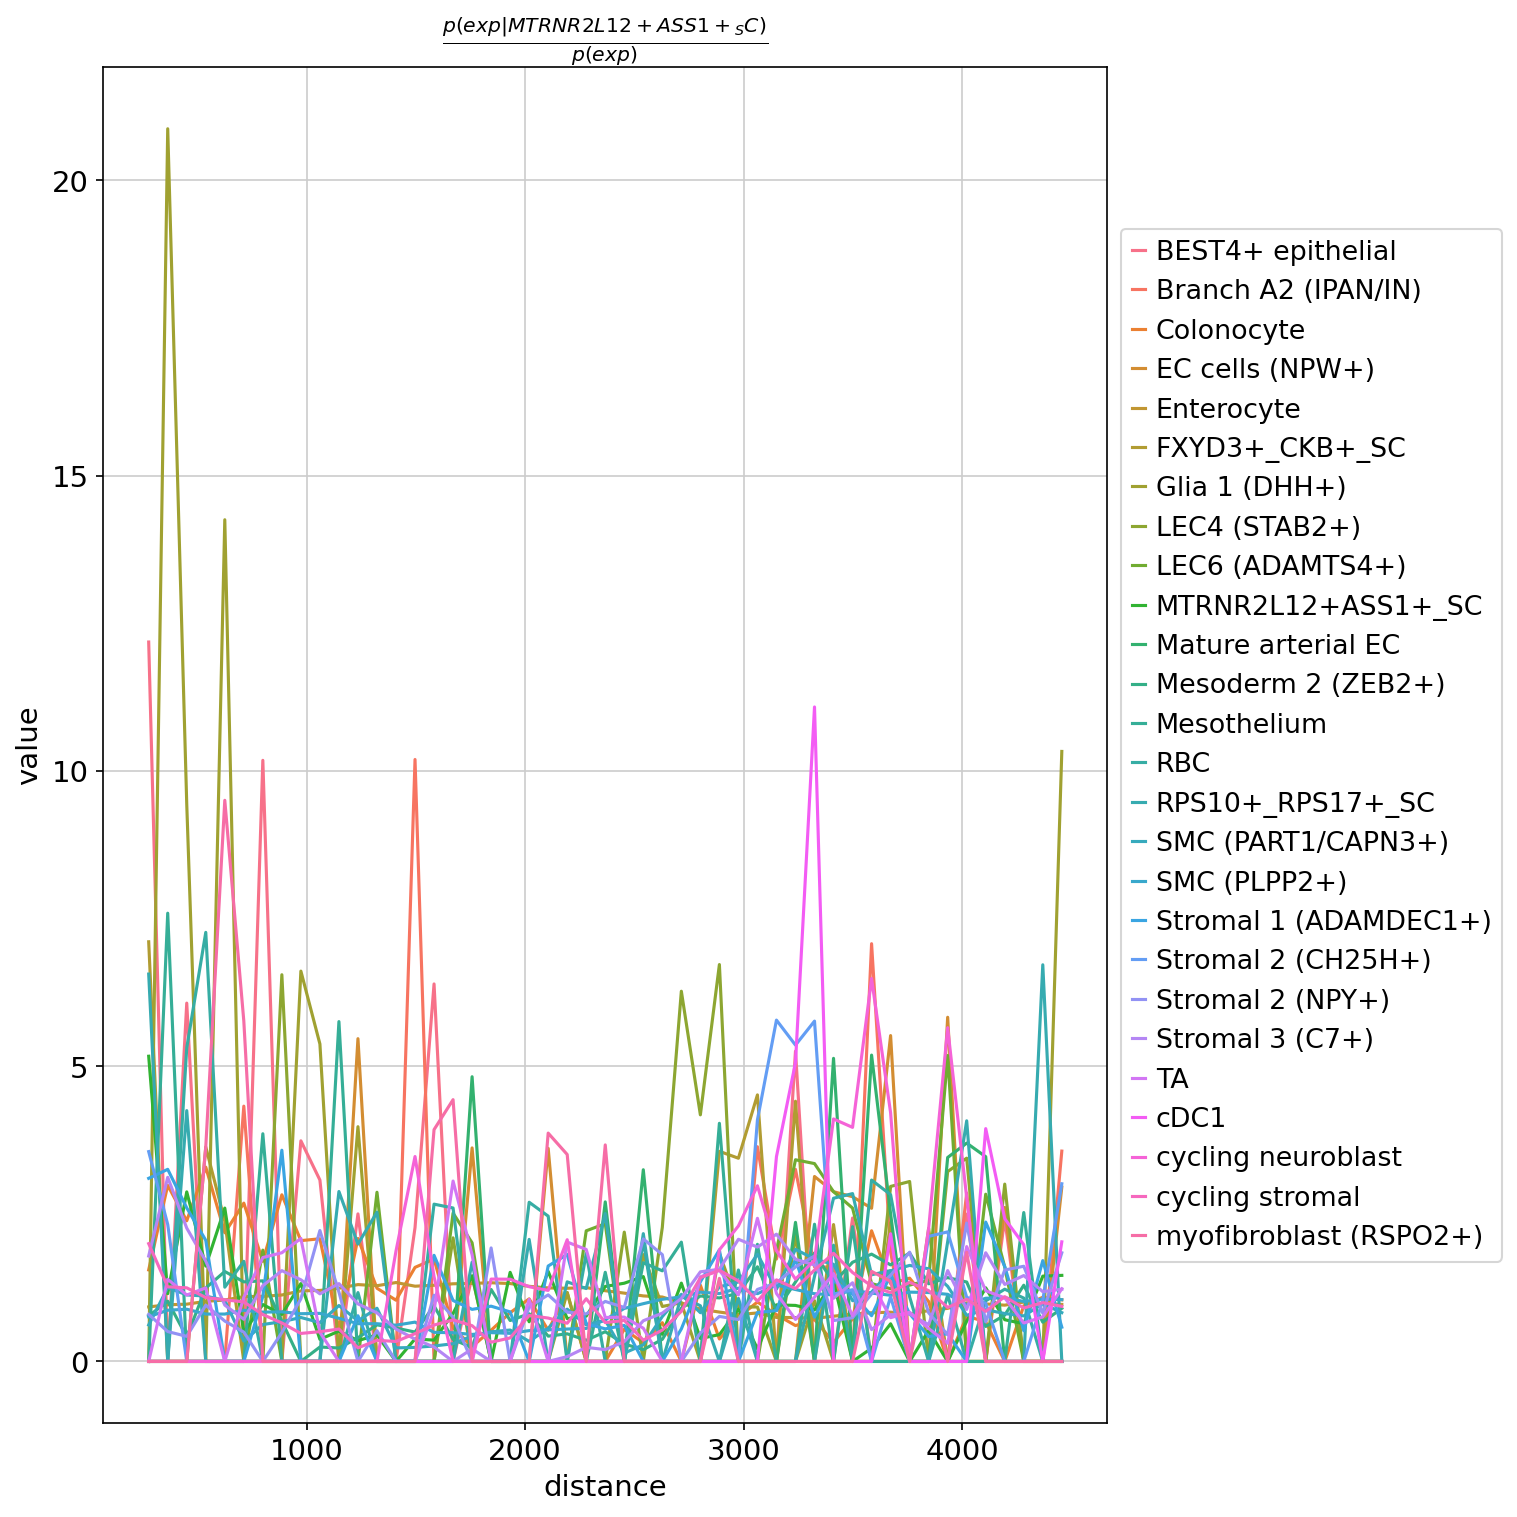 p(exp|MTRNR2L12 + ASS1 + SC)
p(exp)
20
15
10
5
0
value
1000 2000 3000 4000
distance
BEST4+ epithelial
Branch A2 (IPAN/IN)
Colonocyte
EC cells (NPW+)
Enterocyte
FXYD3+_CKB+_SC
Glia 1 (DHH+)
LEC4 (STAB2+)
LEC6 (ADAMTS4+)
MTRNR2L12+ASS1+_SC
Mature arterial EC
Mesoderm 2 (ZEB2+)
Mesothelium
RBC
RPS10+_RPS17+_SC
SMC (PART1/CAPN3+)
SMC (PLPP2+)
Stromal 1 (ADAMDEC1+)
Stromal 2 (CH25H+)
Stromal 2 (NPY+)
Stromal 3 (C7+)
TA
cDC1
cycling neuroblast
cycling stromal
myofibroblast (RSPO2+)